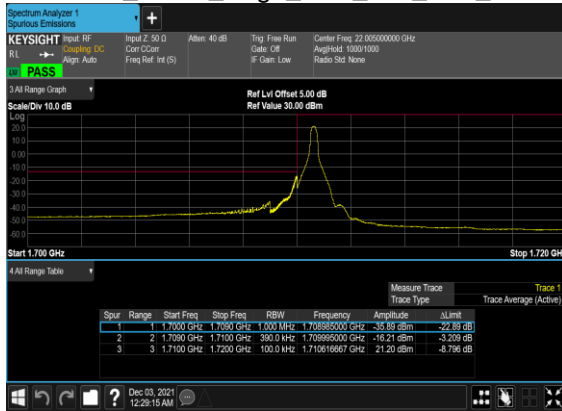 Spectrum Analyzer 1
Spurious Emissions
+
KEYSIGHT Input: RF Input Z: 50 Ω Atten: 40 dB Trig: Free Run Center Freq: 22.005000000 GHz
RL Coupling: DC Corr CCorr Gate: Off Avg|Hold: 1000/1000
Align: Auto Freq Ref: Int (S) IF Gain: Low Radio Std: None
PASS
3 All Range Graph
Ref Lvl Offset 5.00 dB
Scale/Div 10.0 dB Ref Value 30.00 dBm
Log
20.0
10.0
0.00
-10.0
-20.0
-30.0
-40.0
-50.0
-60.0
Start 1.700 GHz Stop 1.720 GH
4 All Range Table
Measure Trace Trace 1
Trace Type Trace Average (Active)
Spur Range Start Freq Stop Freq RBW Frequency Amplitude ΔLimit
1 1 1.7000 GHz 1.7090 GHz 1.000 MHz 1.708985000 GHz -35.89 dBm -22.89 dB
2 2 1.7090 GHz 1.7100 GHz 390.0 kHz 1.709995000 GHz -16.21 dBm -3.209 dB
3 3 1.7100 GHz 1.7200 GHz 100.0 kHz 1.710616667 GHz 21.20 dBm -8.796 dB
? Dec 03, 2021
12:29:15 AM